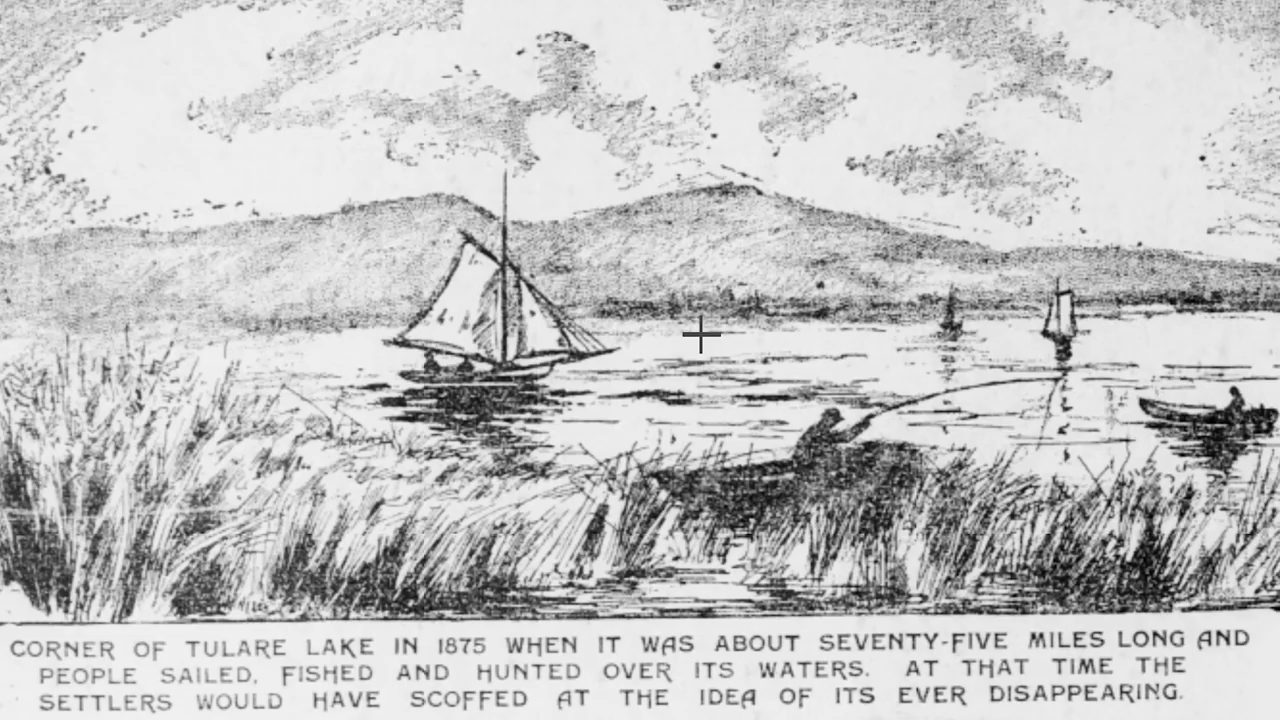 CORNER OF TULARE LAKE IN 1875 WHEN IT WAS ABOUT SEVENTY-FIVE MILES LONG AND
PEOPLE SAILED, FISHED AND HUNTED OVER ITS WATERS. AT THAT TIME THE
SETTLERS WOULD HAVE SCOFFED AT THE IDEA OF ITS EVER DISAPPEARING.